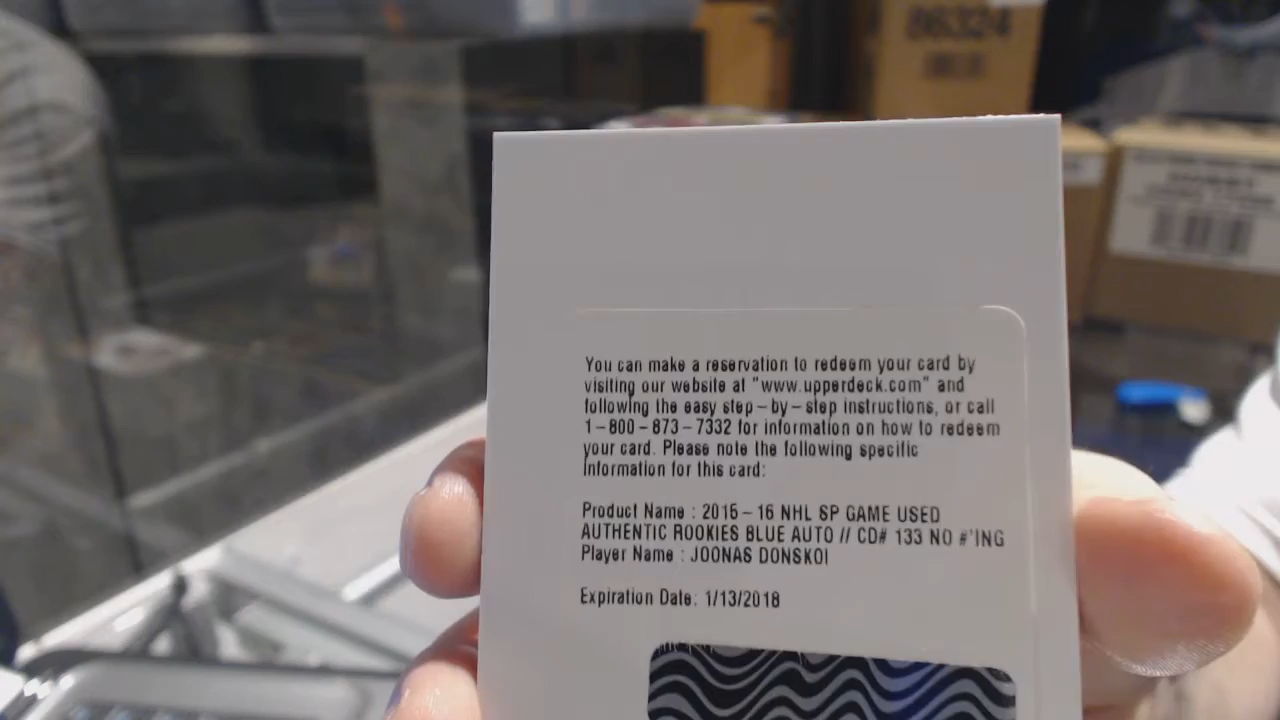 86324
You can make a reservation to redeem your card by
visiting our website at "www.upperdeck.com" and
following the easy step-by-step instructions, or call
1-800-873-7332 for information on how to redeem
your card. Please note the following specific
information for this card:
Product Name : 2015-16 NHL SP GAME USED
AUTHENTIC ROOKIES BLUE AUTO // CD# 133 NO #'ING
Player Name : JOONAS DONSKOI
Expiration Date: 1/13/2018